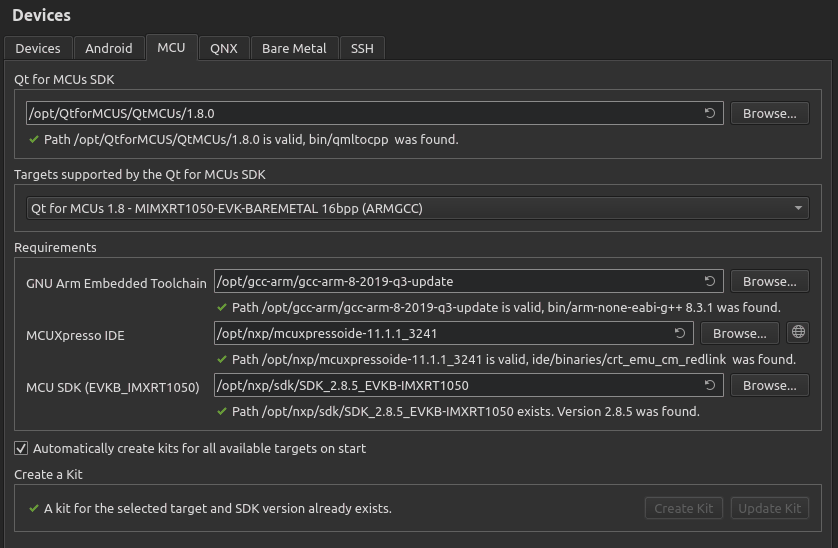 Devices
Devices Android MCU QNX Bare Metal SSH
Qt for MCUs SDK
/opt/QtforMCUS/QtMCUs/1.8.0 Browse...
Path /opt/QtforMCUS/QtMCUs/1.8.0 is valid, bin/qmltocpp was found.
Targets supported by the Qt for MCUs SDK
Qt for MCUs 1.8 - MIMXRT1050-EVK-BAREMETAL 16bpp (ARMGCC)
Requirements
GNU Arm Embedded Toolchain /opt/gcc-arm/gcc-arm-8-2019-q3-update Browse...
Path /opt/gcc-arm/gcc-arm-8-2019-q3-update is valid, bin/arm-none-eabi-g++ 8.3.1 was found.
MCUXpresso IDE /opt/nxp/mcuxpressoide-11.1.1_3241 Browse...
Path /opt/nxp/mcuxpressoide-11.1.1_3241 is valid, ide/binaries/crt_emu_cm_redlink was found.
MCU SDK (EVKB_IMXRT1050) /opt/nxp/sdk/SDK_2.8.5_EVKB-IMXRT1050 Browse...
Path /opt/nxp/sdk/SDK_2.8.5_EVKB-IMXRT1050 exists. Version 2.8.5 was found.
Automatically create kits for all available targets on start
Create a Kit
A kit for the selected target and SDK version already exists. Create Kit Update Kit